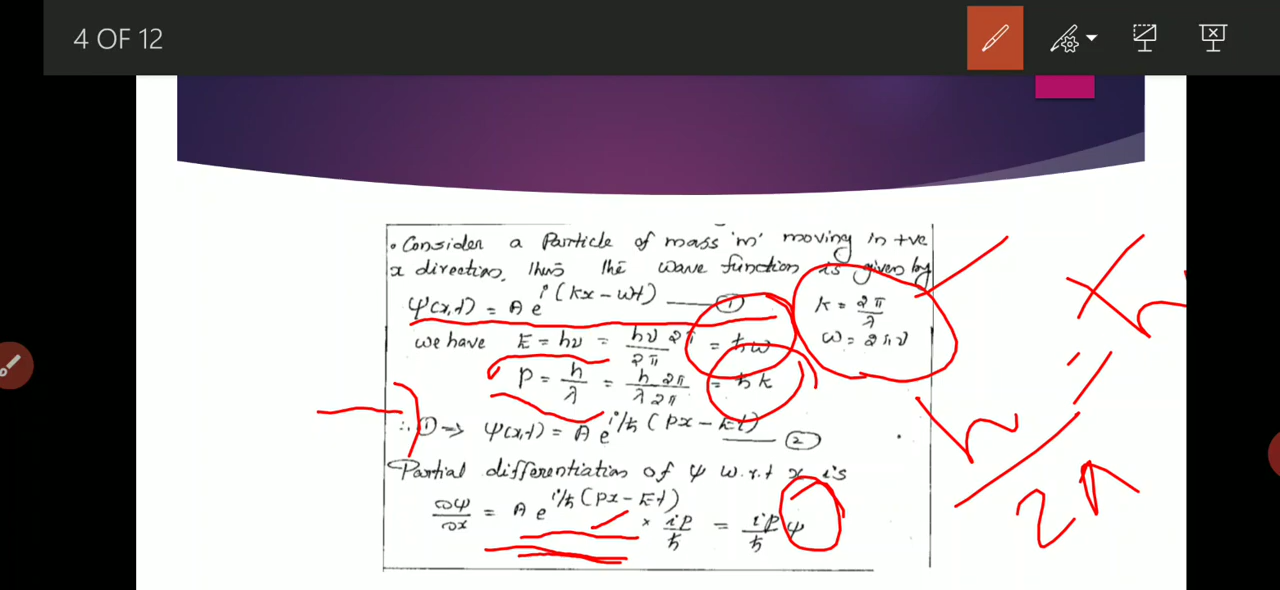 4 OF 12
• Consider a Particle of mass 'm' moving in +ve
x direction, thus the wave function is given by
ψ(x,t) = A e^i(kx - ωt) —— ①
k = 2π/λ
ω = 2πν
we have E = hν = hν 2π/2π = ħω
P = h/λ = h 2π/λ 2π = ħk
∴ ① ⇒ ψ(x,t) = A e^i/ħ (Px - Et) —— ②
Partial differentiation of ψ w.r.t x is
∂ψ/∂x = A e^i/ħ (Px - Et) × iP/ħ = iP/ħ ψ
ħ = h/2π